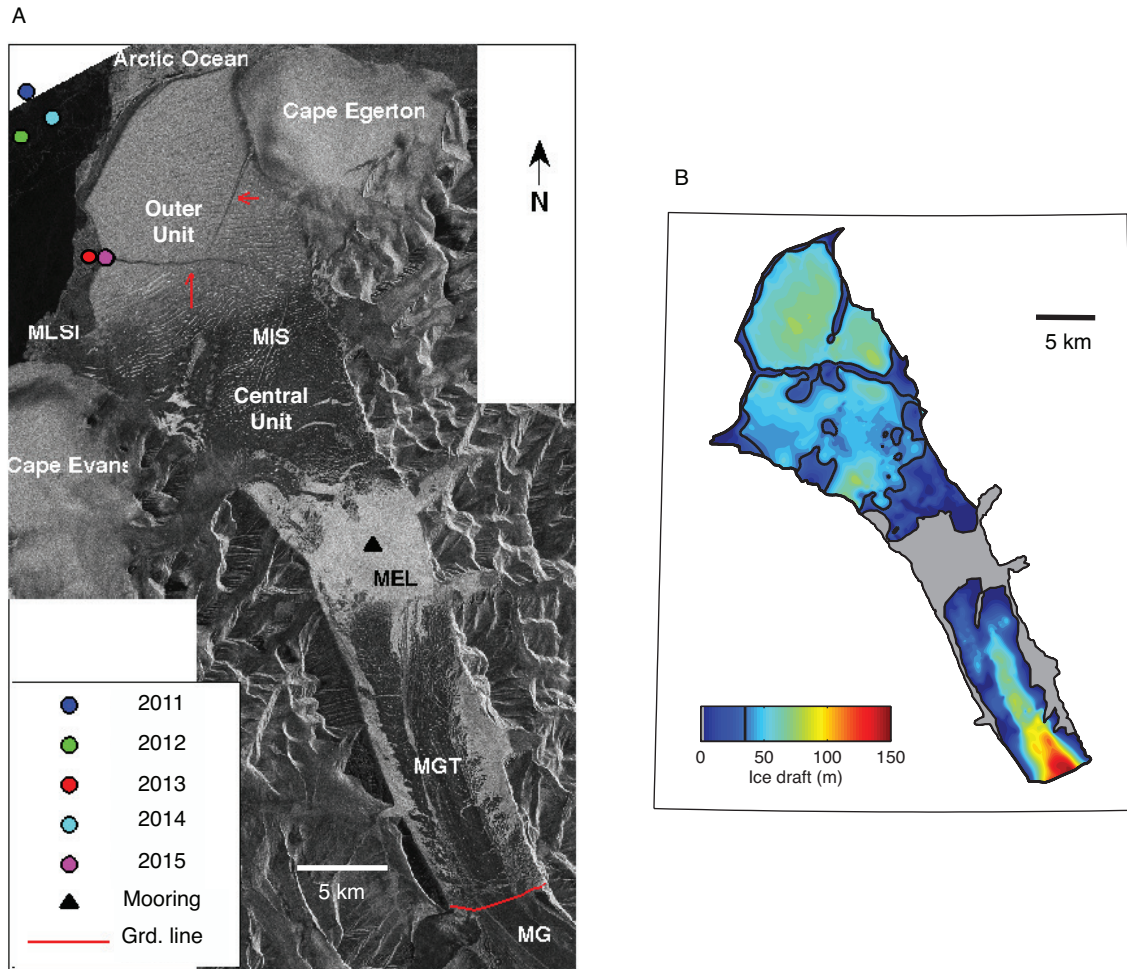 A
Arctic Ocean
Cape Egerton
N
Outer
Unit
MLSI
MIS
Central
Unit
Cape Evans
MEL
MGT
5 km
MG
2011
2012
2013
2014
2015
Mooring
Grd. line
B
5 km
0 50 100 150
Ice draft (m)